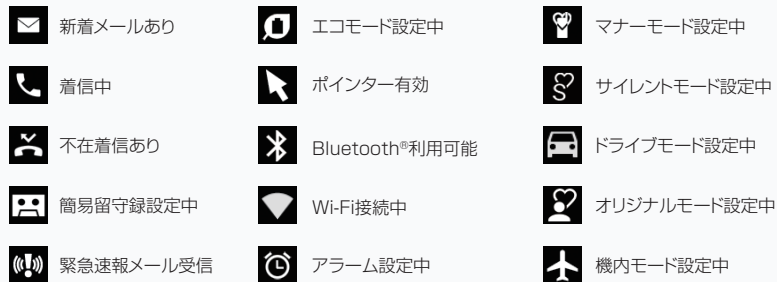 新着メールあり
着信中
不在着信あり
簡易留守録設定中
緊急速報メール受信
エコモード設定中
ポインター有効
Bluetooth®利用可能
Wi-Fi接続中
アラーム設定中
マナーモード設定中
サイレントモード設定中
ドライブモード設定中
オリジナルモード設定中
機内モード設定中